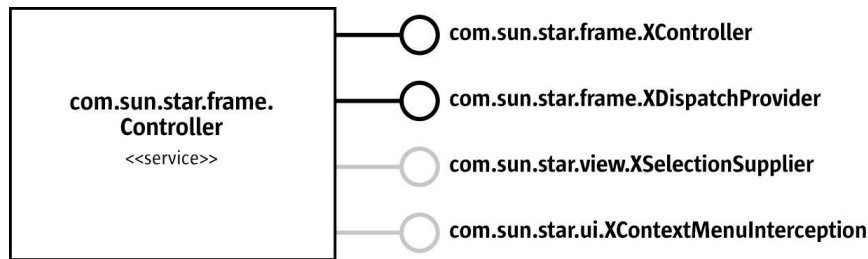 com.sun.star.frame.
Controller
<<service>>
com.sun.star.frame.XController
com.sun.star.frame.XDispatchProvider
com.sun.star.view.XSelectionSupplier
com.sun.star.ui.XContextMenuInterception